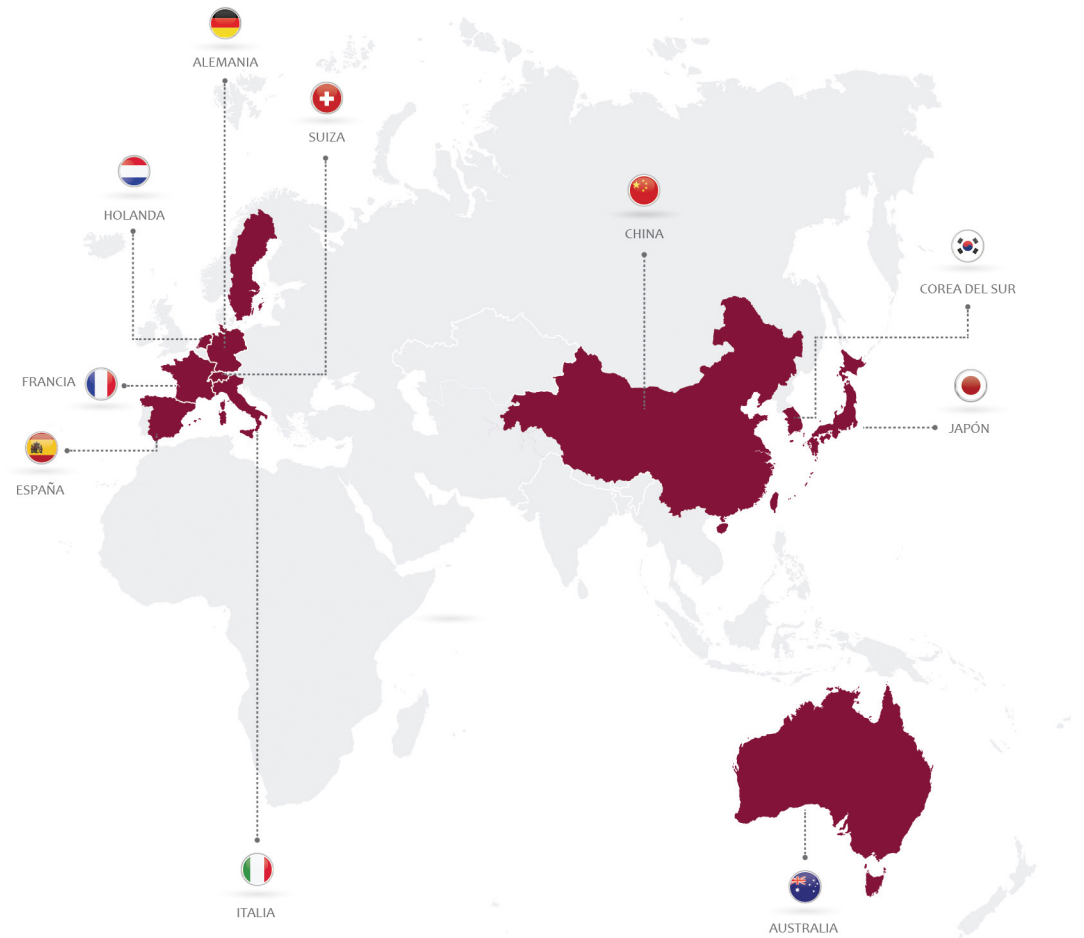 ALEMANIA
SUIZA
HOLANDA
CHINA
COREA DEL SUR
FRANCIA
JAPÓN
ESPAÑA
ITALIA
AUSTRALIA